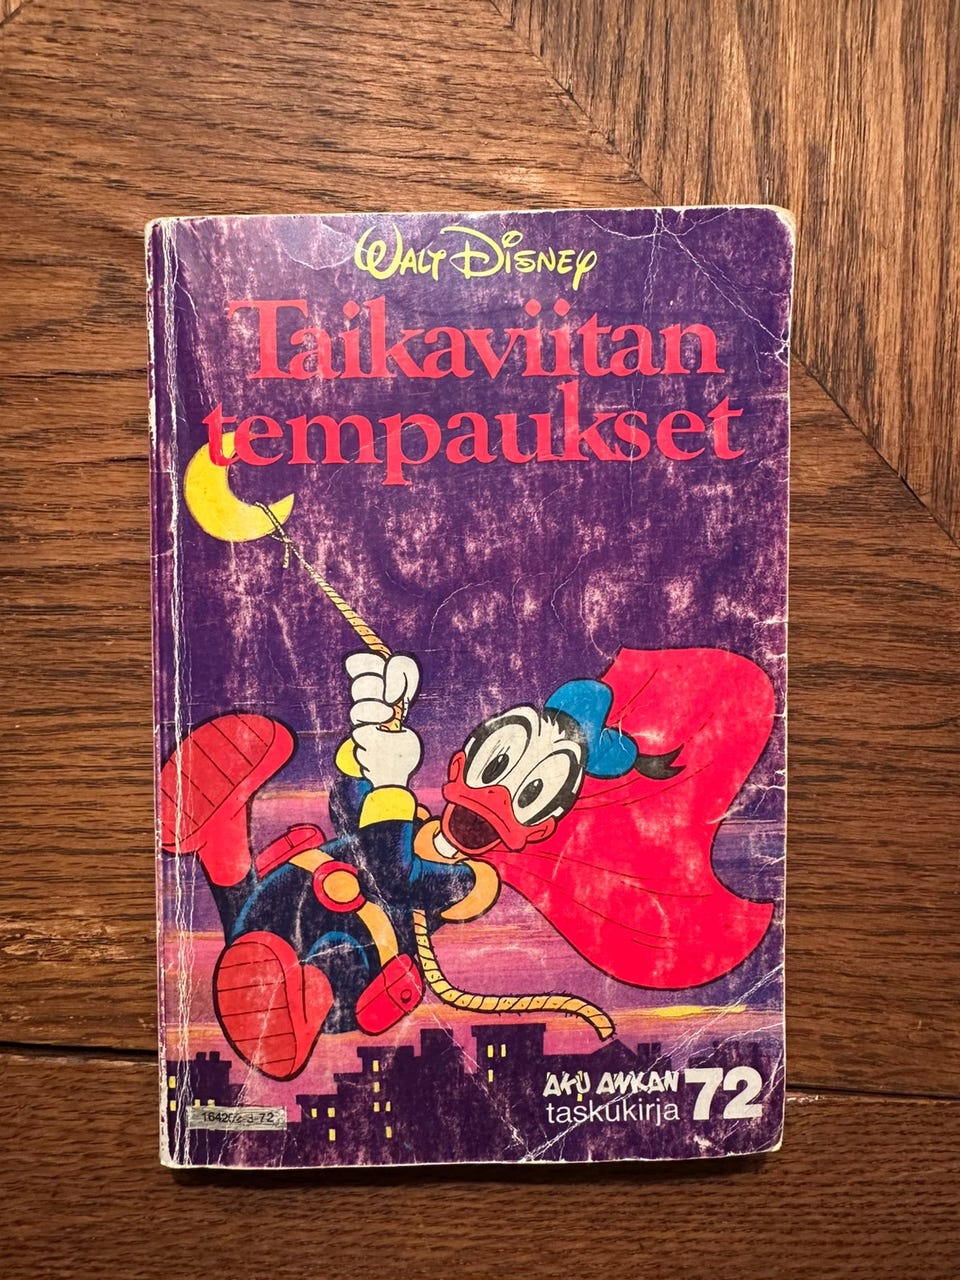 WALT DISNEY
Taikaviitan
tempaukset
AKU ANKAN
taskukirja 72